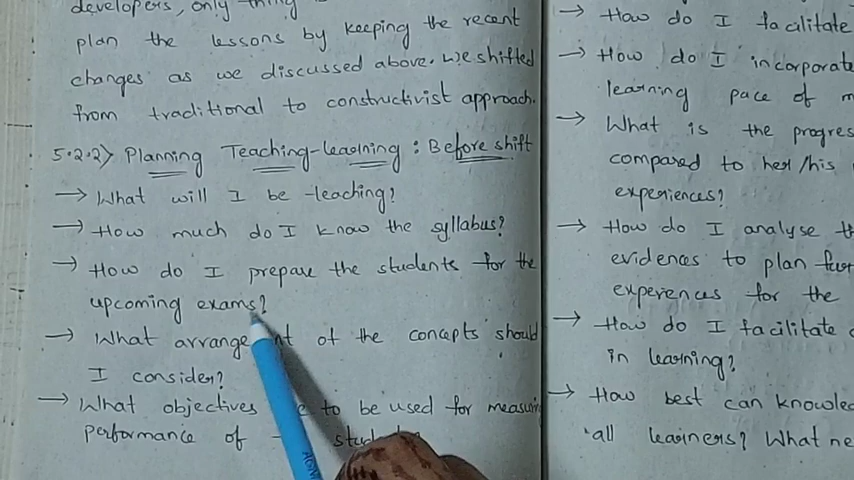 developers, only thing
plan the lessons by keeping the recent
changes as we discussed above. We shifted
from traditional to constructivist approach.
5.2.2> Planning Teaching-learning : Before shift
→ What will I be teaching?
→ How much do I know the syllabus?
→ How do I prepare the students for the
upcoming exams?
→ What arrange nt of the concepts should
I consider?
→ What objectives to be used for measuring
performance of
→ How do I facilitate
→ How do I incorporate
learning pace of
→ What is the progres
compared to her/his
experiences?
→ How do I analyse
evidences to plan
experiences for the
→ How do I facilitate
in learning?
→ How best can knowled
all learners? What ne